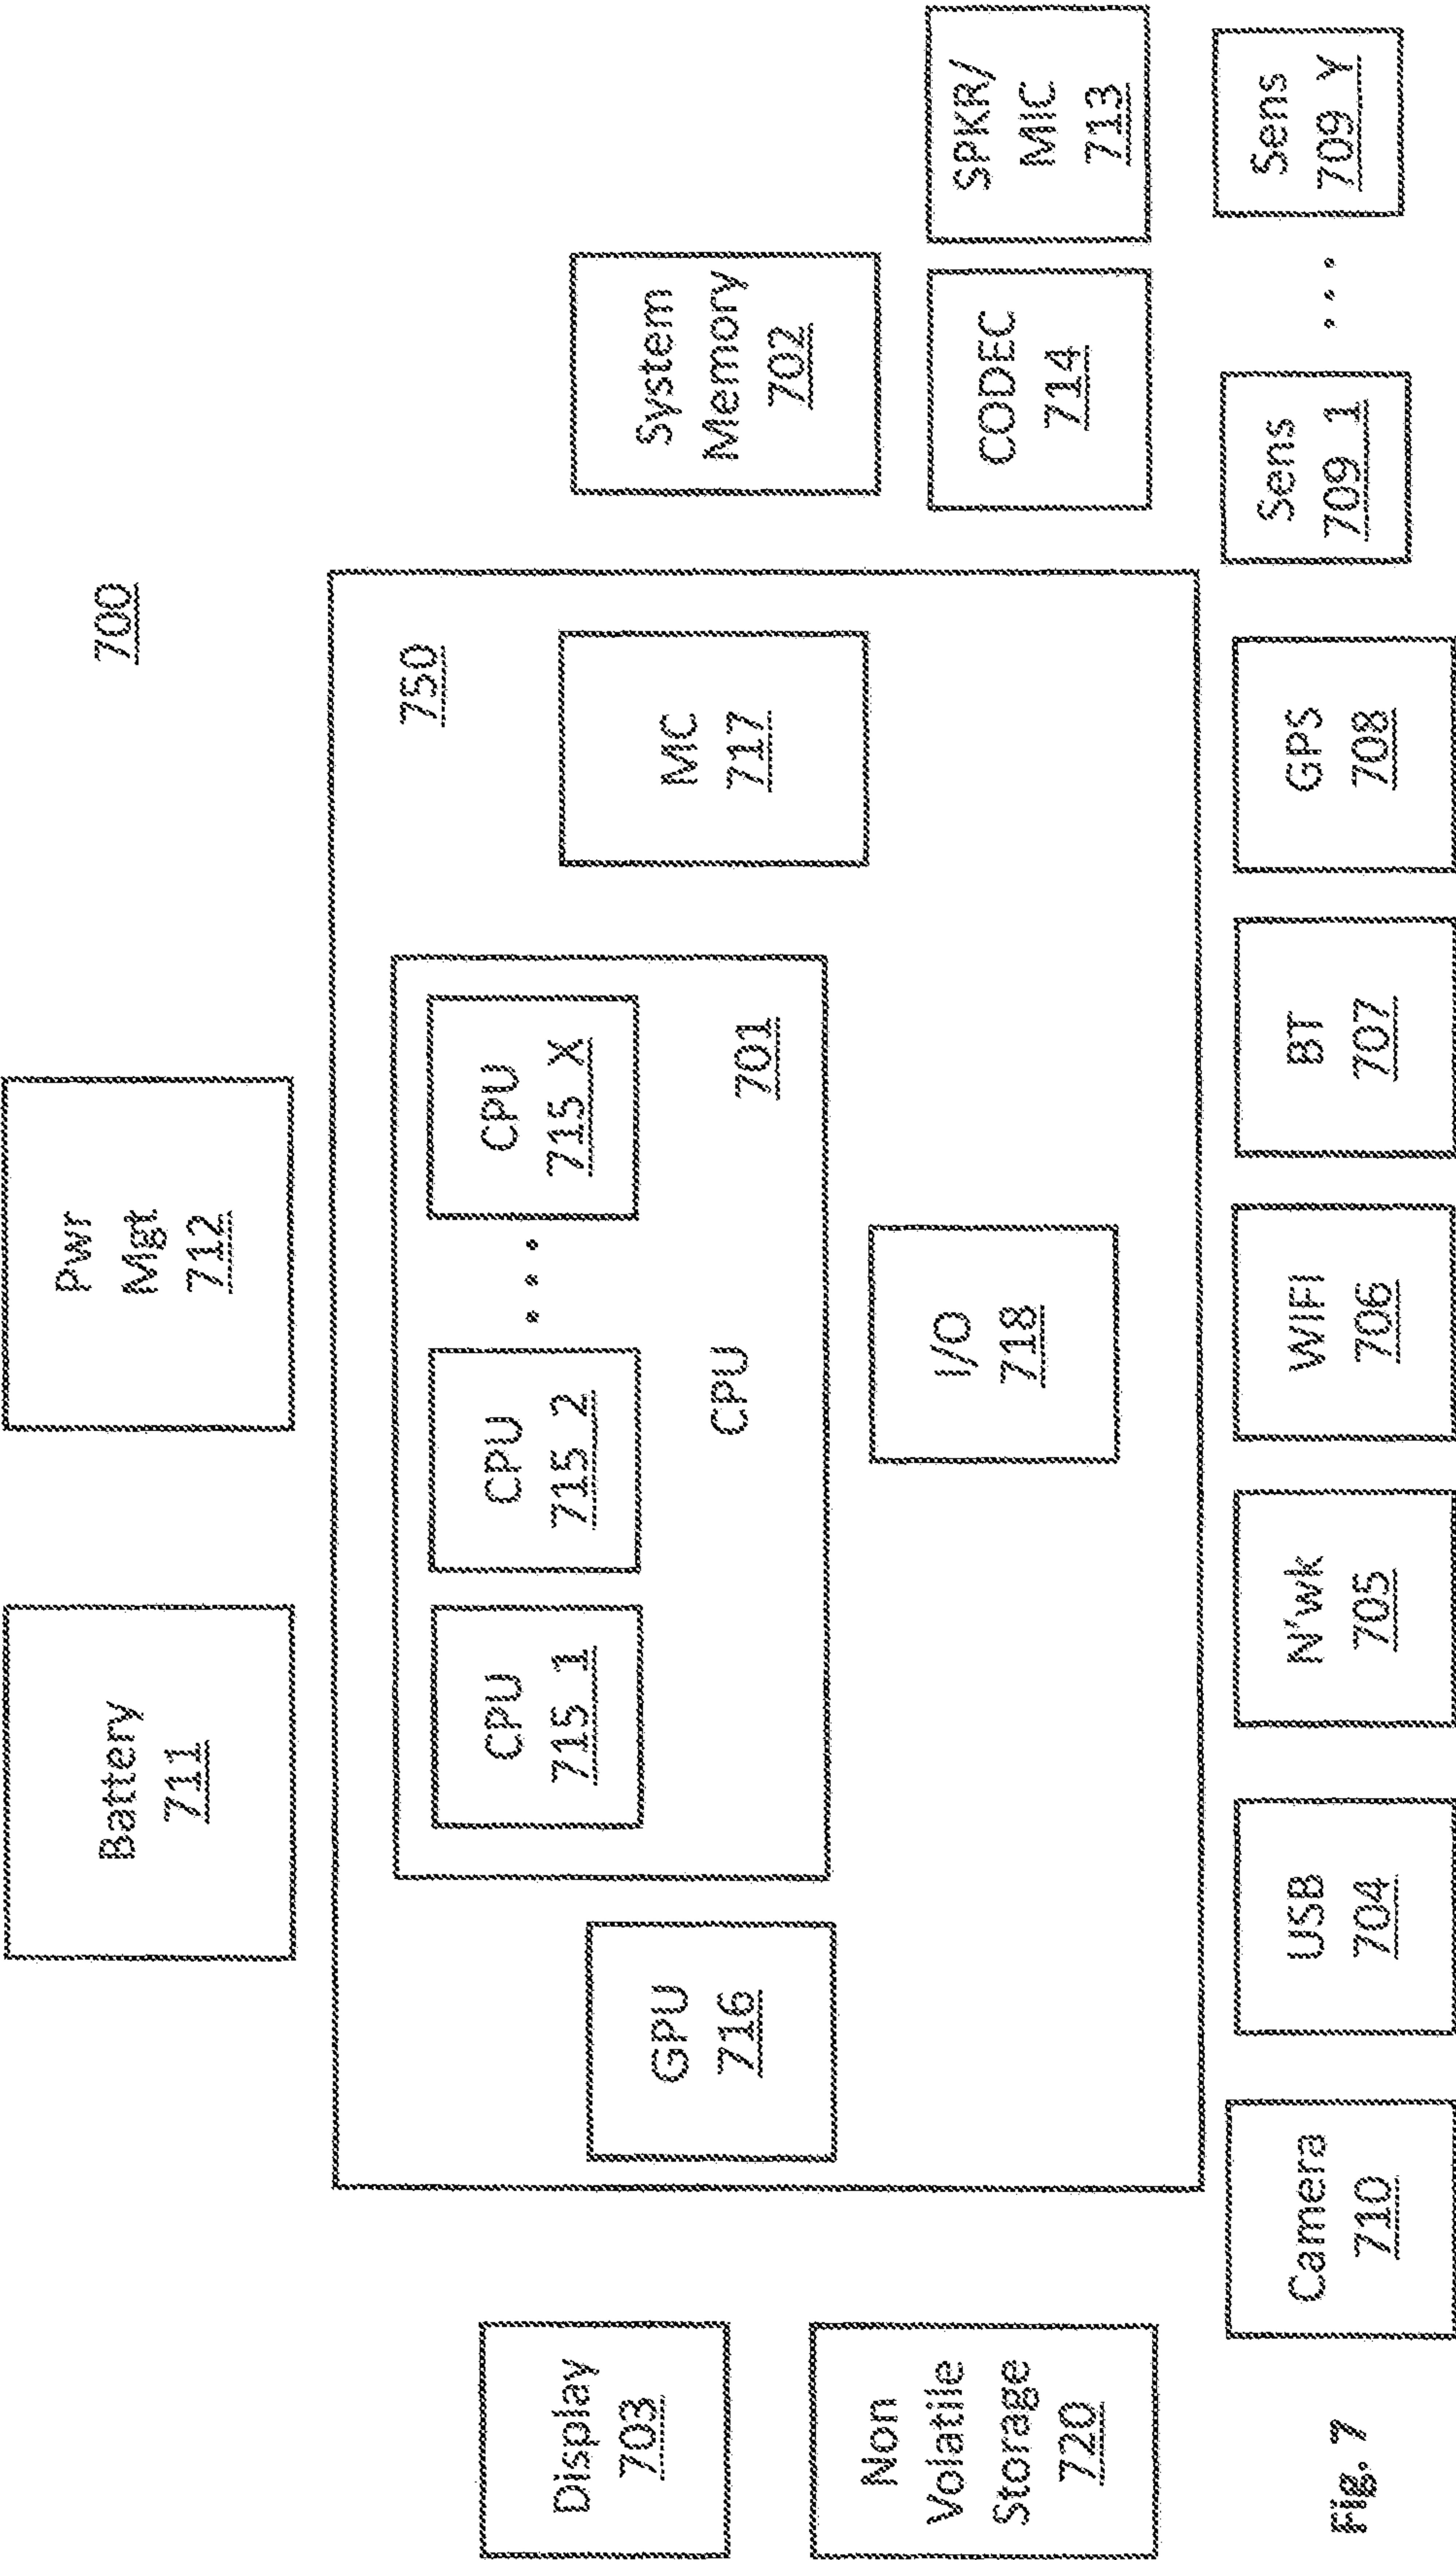 700
Battery
711
Pwr
Mgt
712
750
CPU
715_1
CPU
715_2
...
CPU
715_X
CPU
701
GPU
716
MC
717
I/O
718
Display
703
Non
Volatile
Storage
720
System
Memory
702
CODEC
714
SPKR/
MIC
713
Camera
710
USB
704
N'wk
705
WIFI
706
BT
707
GPS
708
Sens
709_1
...
Sens
709_Y
Fig. 7